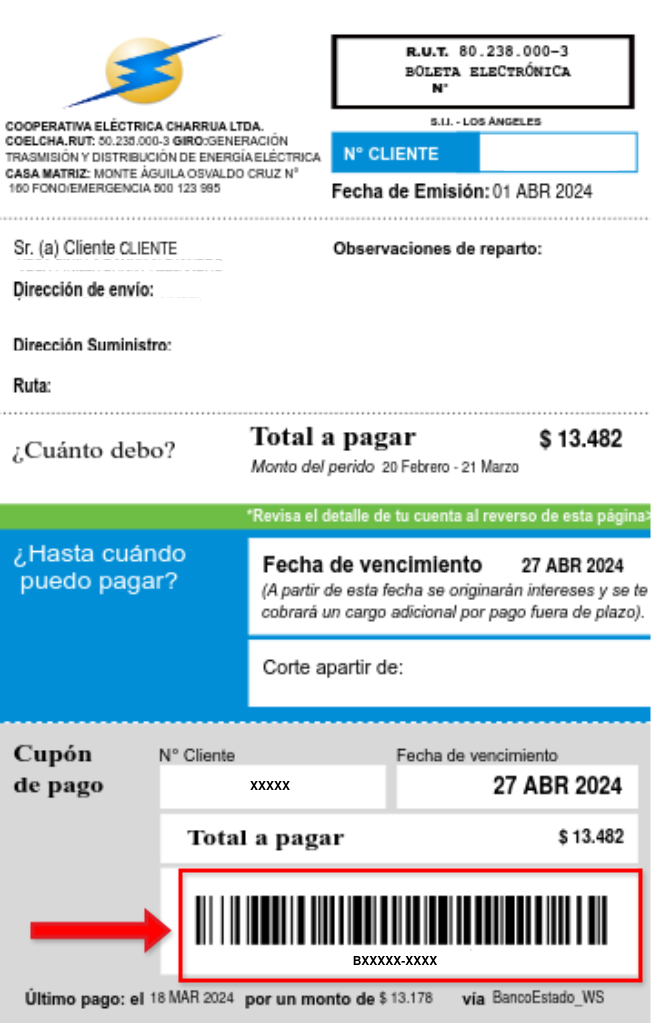 R.U.T. 80.238.000-3
BOLETA ELECTRÓNICA
N°
S.I.I. - LOS ÁNGELES
COOPERATIVA ELÉCTRICA CHARRUA LTDA.
COELCHA.RUT: 50.235.000-3 GIRO:GENERACIÓN
TRASMISIÓN Y DISTRIBUCIÓN DE ENERGÍA ELÉCTRICA
CASA MATRIZ: MONTE ÀGUILA OSVALDO CRUZ N°
160 FONO/EMERGENCIA 500 123 995
N° CLIENTE
Fecha de Emisión: 01 ABR 2024
Sr. (a) Cliente CLIENTE
Observaciones de reparto:
Dirección de envío:
Dirección Suministro:
Ruta:
¿Cuánto debo?
Total a pagar $ 13.482
Monto del perido 20 Febrero - 21 Marzo
*Revisa el detalle de tu cuenta al reverso de esta página>
¿Hasta cuándo
puedo pagar?
Fecha de vencimiento 27 ABR 2024
(A partir de esta fecha se originaràn intereses y se te
cobrará un cargo adicional por pago fuera de plazo).
Corte apartir de:
Cupón
de pago
N° Cliente
XXXXX
Fecha de vencimiento
27 ABR 2024
Total a pagar $ 13.482
BXXXXX-XXXX
Último pago: el 18 MAR 2024 por un monto de $ 13.178 vía BancoEstado_WS